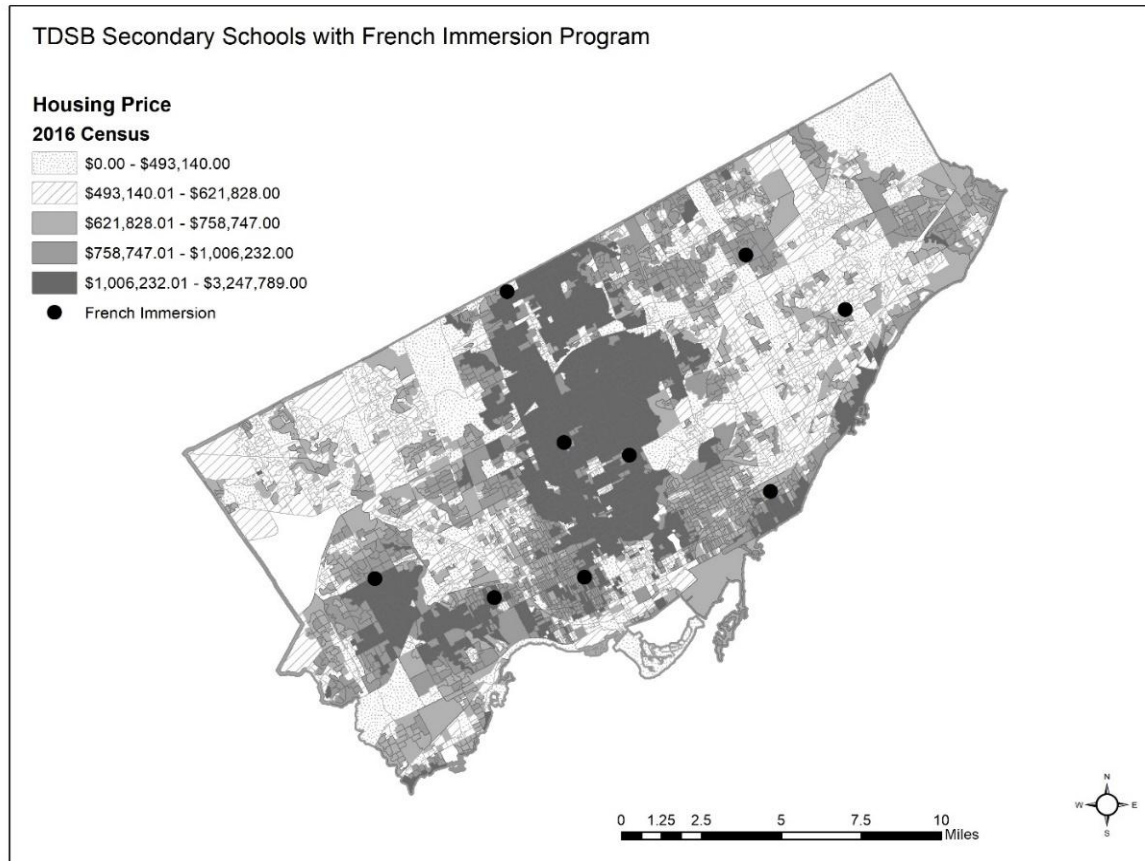 TDSB Secondary Schools with French Immersion Program
Housing Price
2016 Census
$0.00 - $493,140.00
$493,140.01 - $621,828.00
$621,828.01 - $758,747.00
$758,747.01 - $1,006,232.00
$1,006,232.01 - $3,247,789.00
French Immersion
N
W E
S
0 1.25 2.5 5 7.5 10
Miles